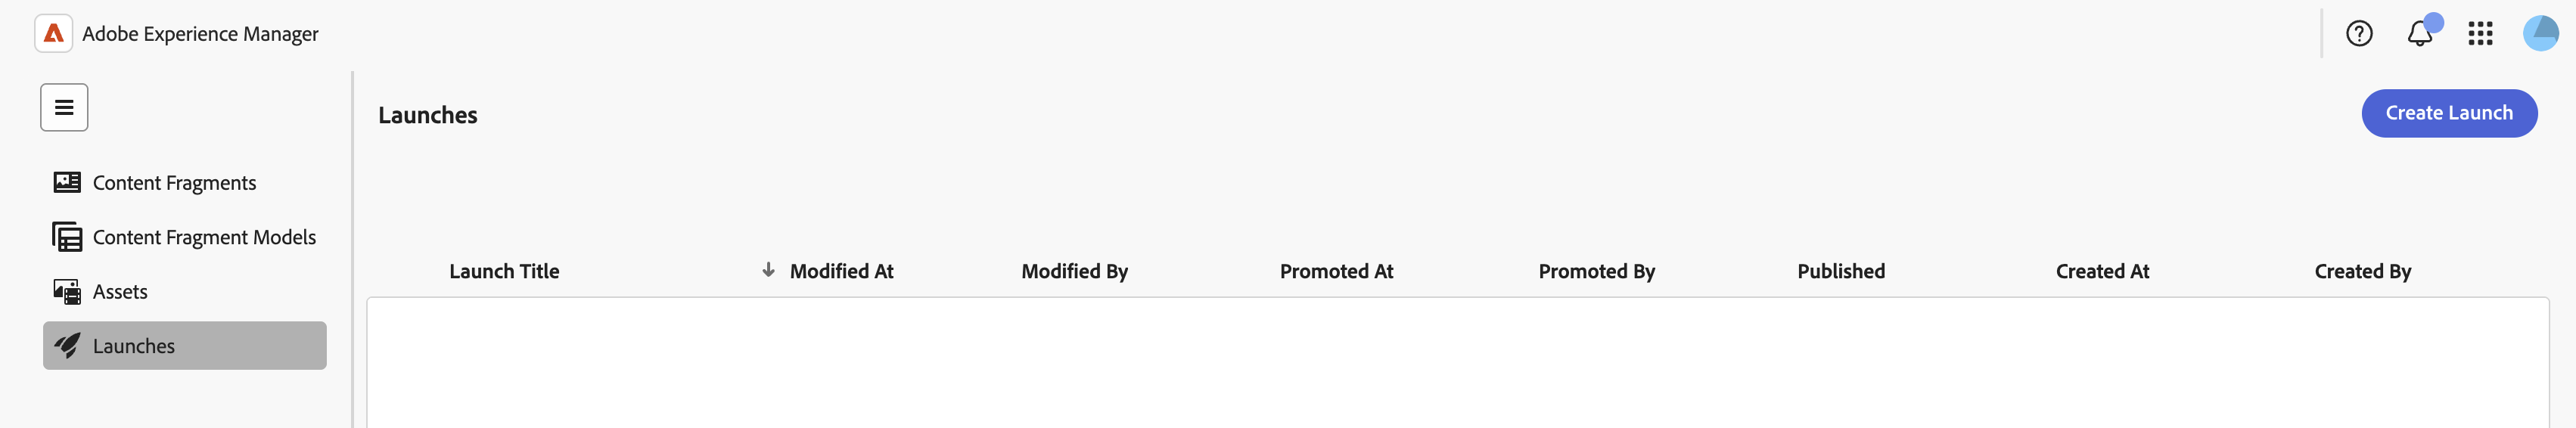 Adobe Experience Manager
Launches
Create Launch
Content Fragments
Content Fragment Models
Assets
Launches
Launch Title Modified At Modified By Promoted At Promoted By Published Created At Created By